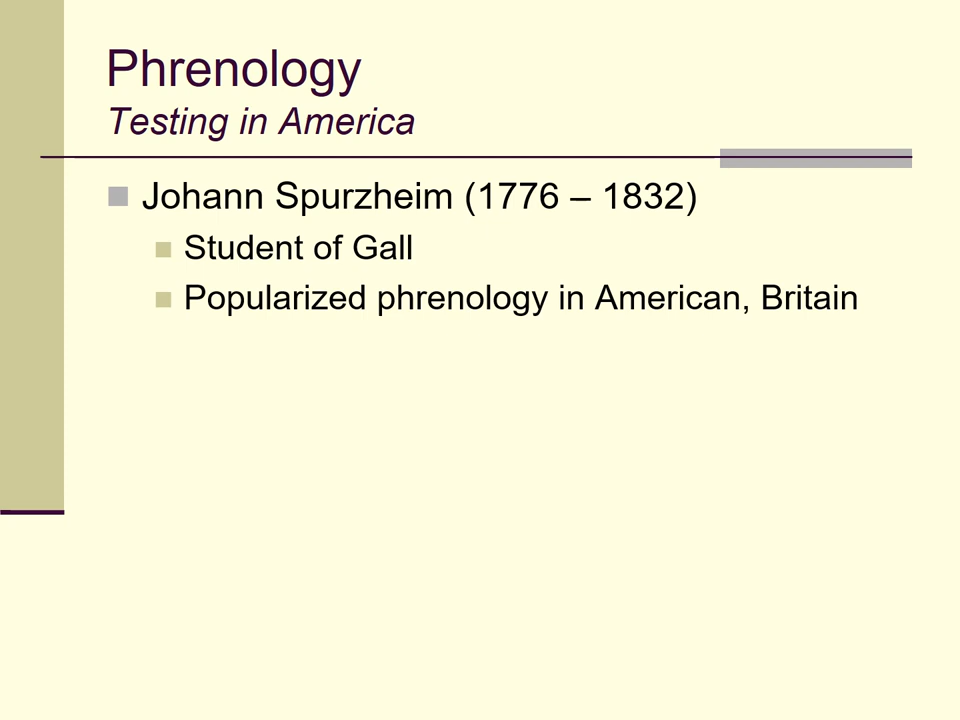 Phrenology
Testing in America
Johann Spurzheim (1776 – 1832)
Student of Gall
Popularized phrenology in American, Britain